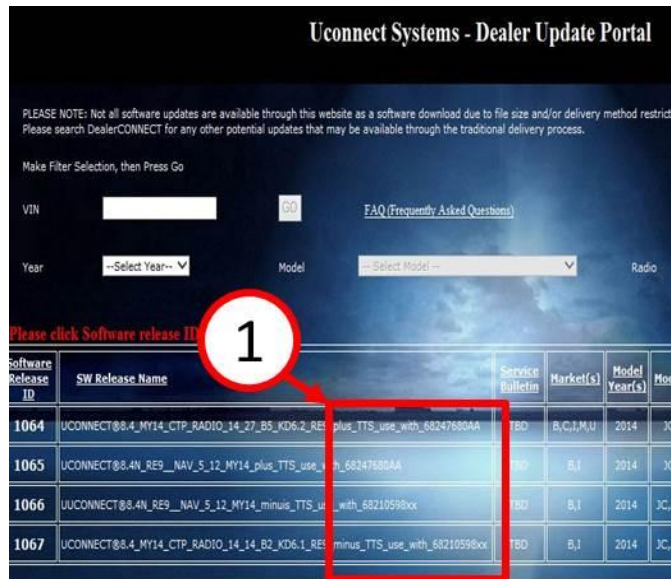 Uconnect Systems - Dealer Update Portal
PLEASE NOTE: Not all software updates are available through this website as a software download due to file size and/or delivery method restrict
Please search DealerCONNECT for any other potential updates that may be available through the traditional delivery process.
Make Filter Selection, then Press Go
VIN GO FAQ (Frequently Asked Questions)
Year --Select Year-- Model -- Select Model -- Radio
Please click Software release ID
1
Software Release ID SW Release Name Service Bulletin Market(s) Model Year(s) Mod
1064 UCONNECT®8.4_MY14_CTP_RADIO_14_27_B5_KD6.2_RE9_plus_TTS_use_with_68247680AA TBD B,C,I,M,U 2014
1065 UCONNECT®8.4N_RE9__NAV_5_12_MY14_plus_TTS_use_with_68247680AA TBD B,I 2014
1066 UUCONNECT®8.4N_RE9__NAV_5_12_MY14_minuis_TTS_use_with_68210598xx TBD B,I 2014 JC,
1067 UCONNECT®8.4_MY14_CTP_RADIO_14_14_B2_KD6.1_RE9_minus_TTS_use_with_68210598xx TBD B,I 2014 JC,